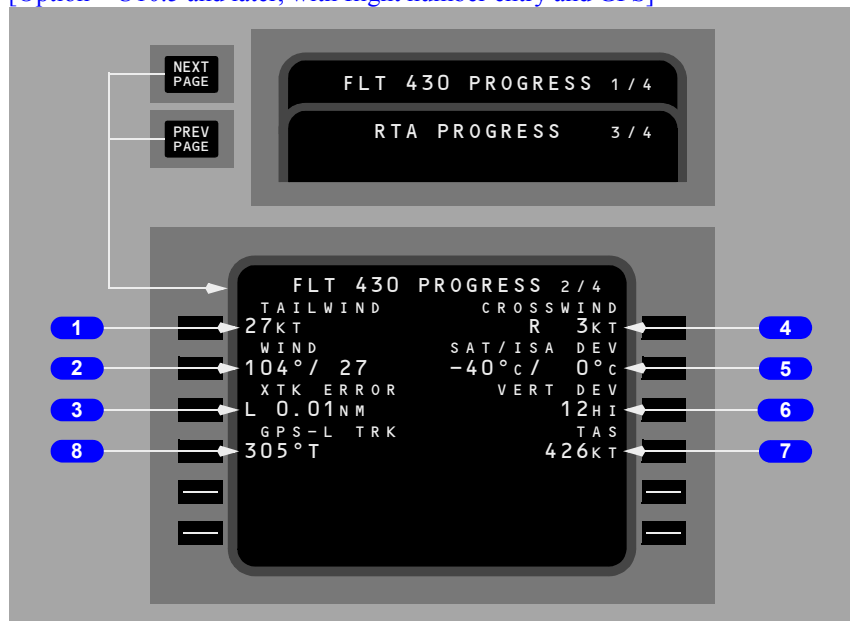 [Option - U10.3 and later, with flight number entry and GPS]
NEXT
PAGE
FLT 430 PROGRESS 1/4
PREV
PAGE
RTA PROGRESS 3/4
FLT 430 PROGRESS 2/4
TAILWIND CROSSWIND
1 27KT R 3KT 4
WIND SAT/ISA DEV
2 104°/ 27 -40°C/ 0°C 5
XTK ERROR VERT DEV
3 L 0.01NM 12HI 6
GPS-L TRK TAS
8 305°T 426KT 7